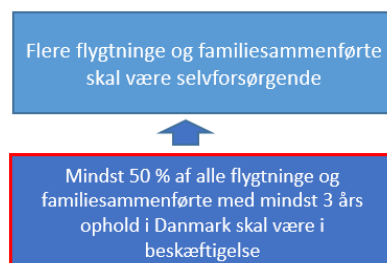 Flere flygtninge og familiesammenførte
skal være selvforsørgende
Mindst 50 % af alle flygtninge og
familiesammenførte med mindst 3 års
ophold i Danmark skal være i
beskæftigelse